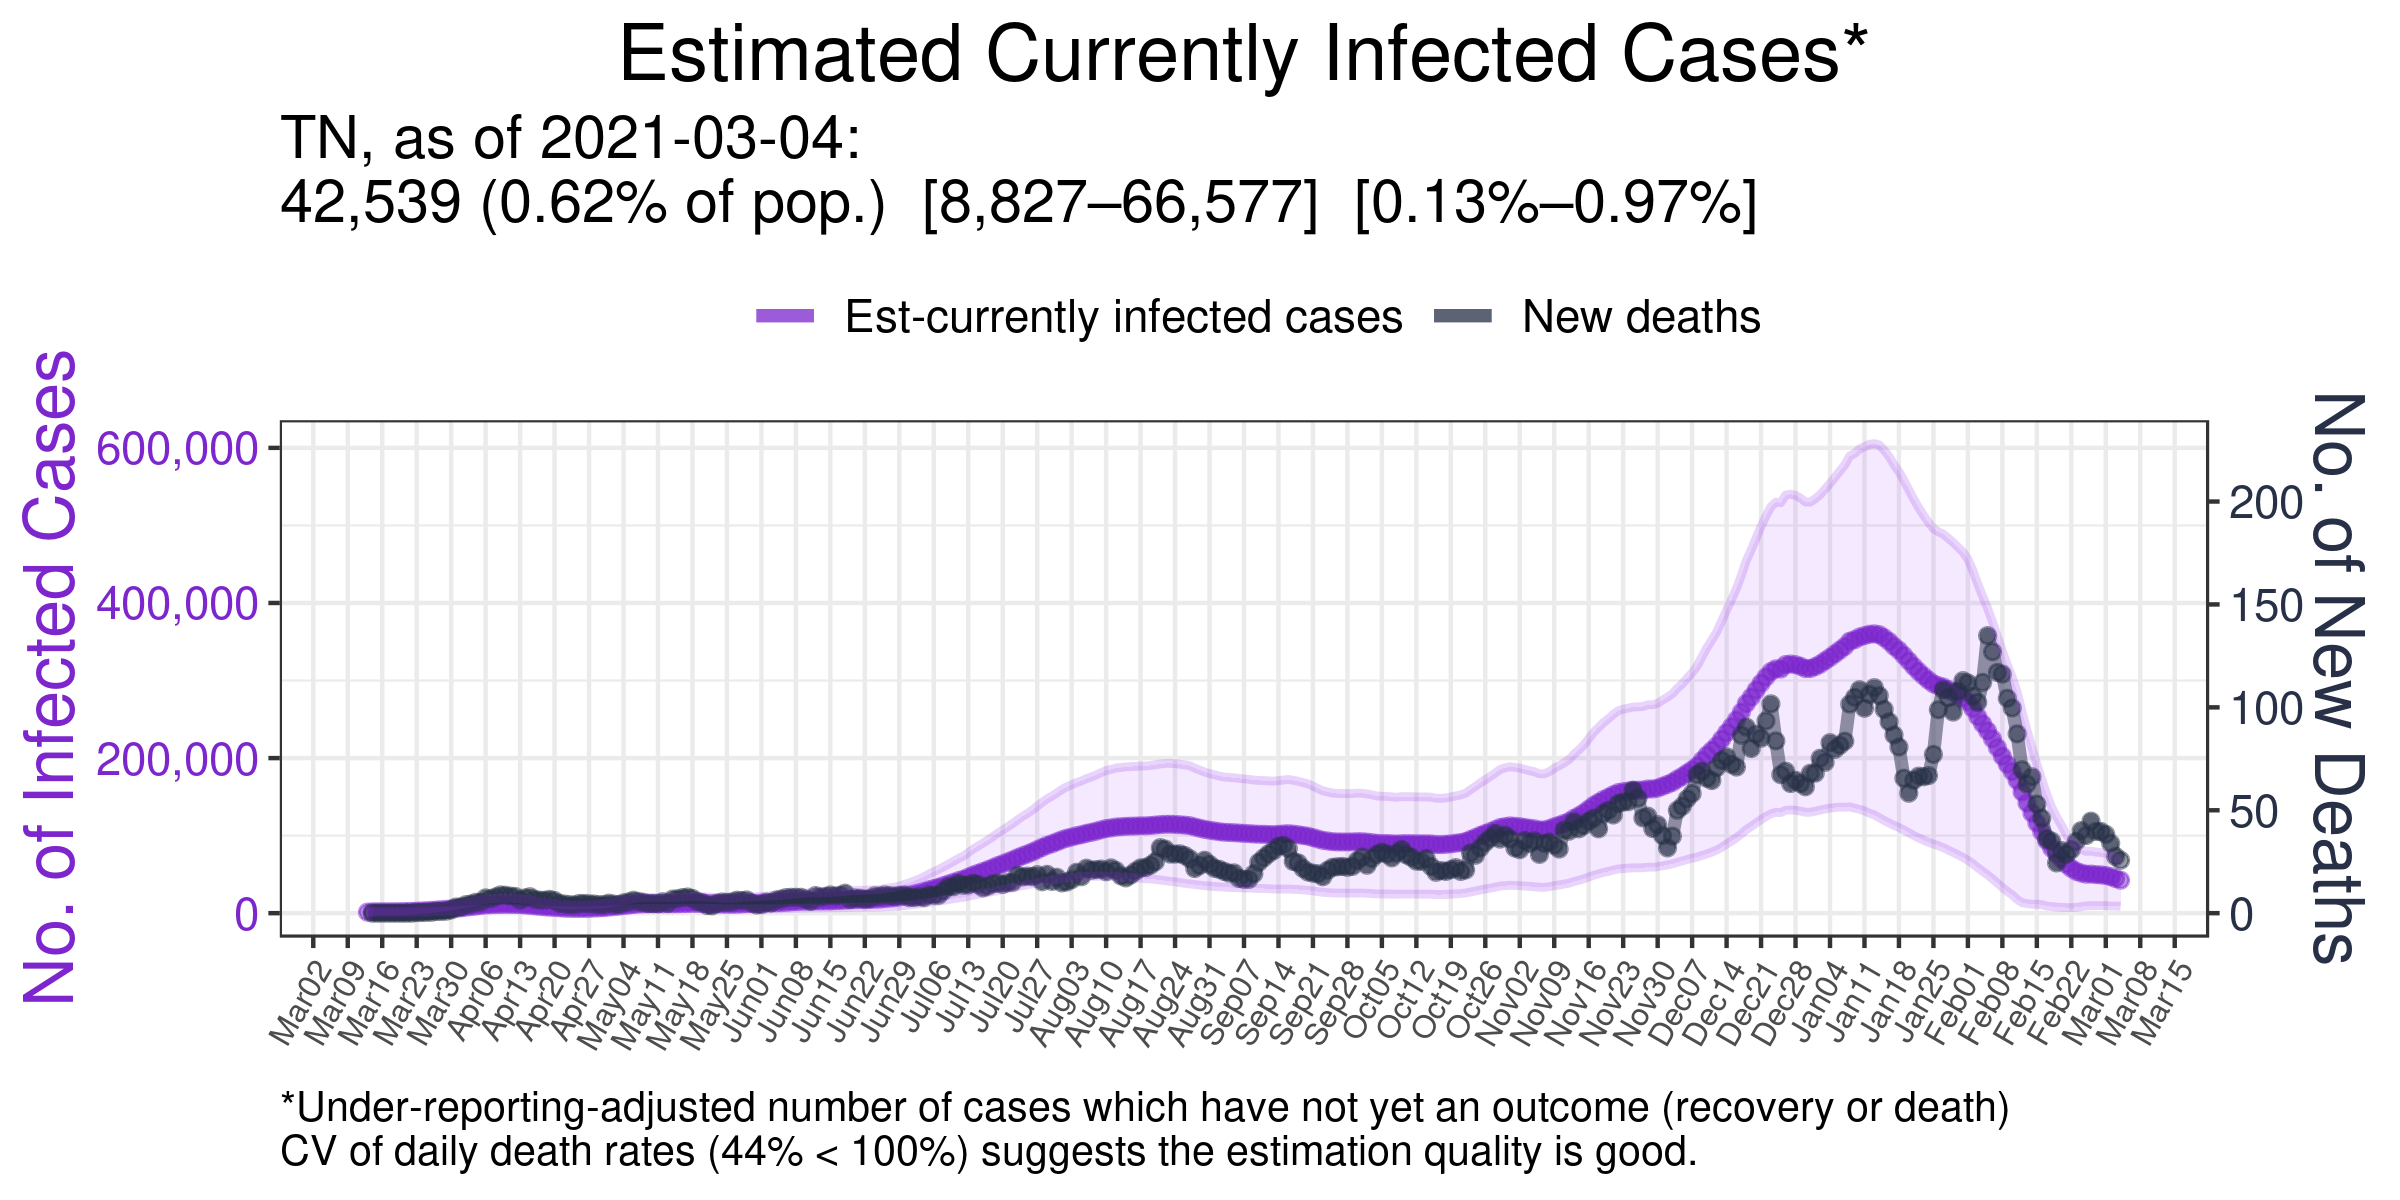 Estimated Currently Infected Cases*
TN, as of 2021-03-04:
42,539 (0.62% of pop.) [8,827–66,577] [0.13%–0.97%]
Est-currently infected cases New deaths
No. of Infected Cases
600,000
400,000
200,000
0
No. of New Deaths
200
150
100
50
0
Mar02 Mar09 Mar16 Mar23 Mar30 Apr06 Apr13 Apr20 Apr27 May04 May11 May18 May25 Jun01 Jun08 Jun15 Jun22 Jun29 Jul06 Jul13 Jul20 Jul27 Aug03 Aug10 Aug17 Aug24 Aug31 Sep07 Sep14 Sep21 Sep28 Oct05 Oct12 Oct19 Oct26 Nov02 Nov09 Nov16 Nov23 Nov30 Dec07 Dec14 Dec21 Dec28 Jan04 Jan11 Jan18 Jan25 Feb01 Feb08 Feb15 Feb22 Mar01 Mar08 Mar15
*Under-reporting-adjusted number of cases which have not yet an outcome (recovery or death)
CV of daily death rates (44% < 100%) suggests the estimation quality is good.